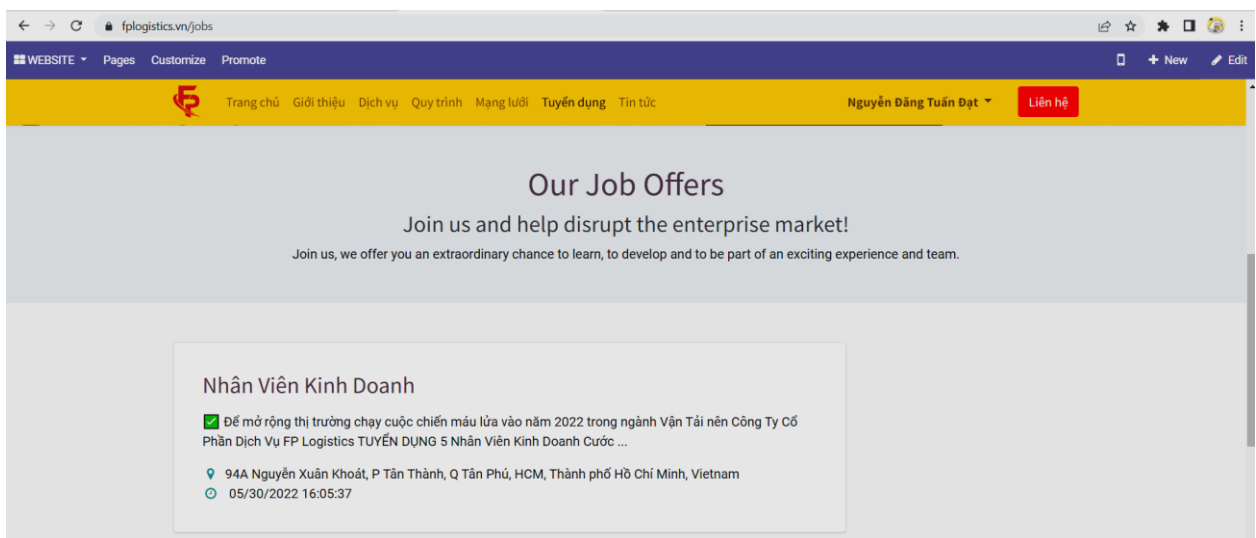 fplogistics.vn/jobs
WEBSITE Pages Customize Promote + New Edit
FP Trang chủ Giới thiệu Dịch vụ Quy trình Mạng lưới Tuyển dụng Tin tức Nguyễn Đăng Tuấn Đạt Liên hệ
Our Job Offers
Join us and help disrupt the enterprise market!
Join us, we offer you an extraordinary chance to learn, to develop and to be part of an exciting experience and team.
Nhân Viên Kinh Doanh
✅ Để mở rộng thị trường chạy cuộc chiến máu lửa vào năm 2022 trong ngành Vận Tải nên Công Ty Cổ
Phần Dịch Vụ FP Logistics TUYỂN DỤNG 5 Nhân Viên Kinh Doanh Cước ...
94A Nguyễn Xuân Khoát, P Tân Thành, Q Tân Phú, HCM, Thành phố Hồ Chí Minh, Vietnam
05/30/2022 16:05:37